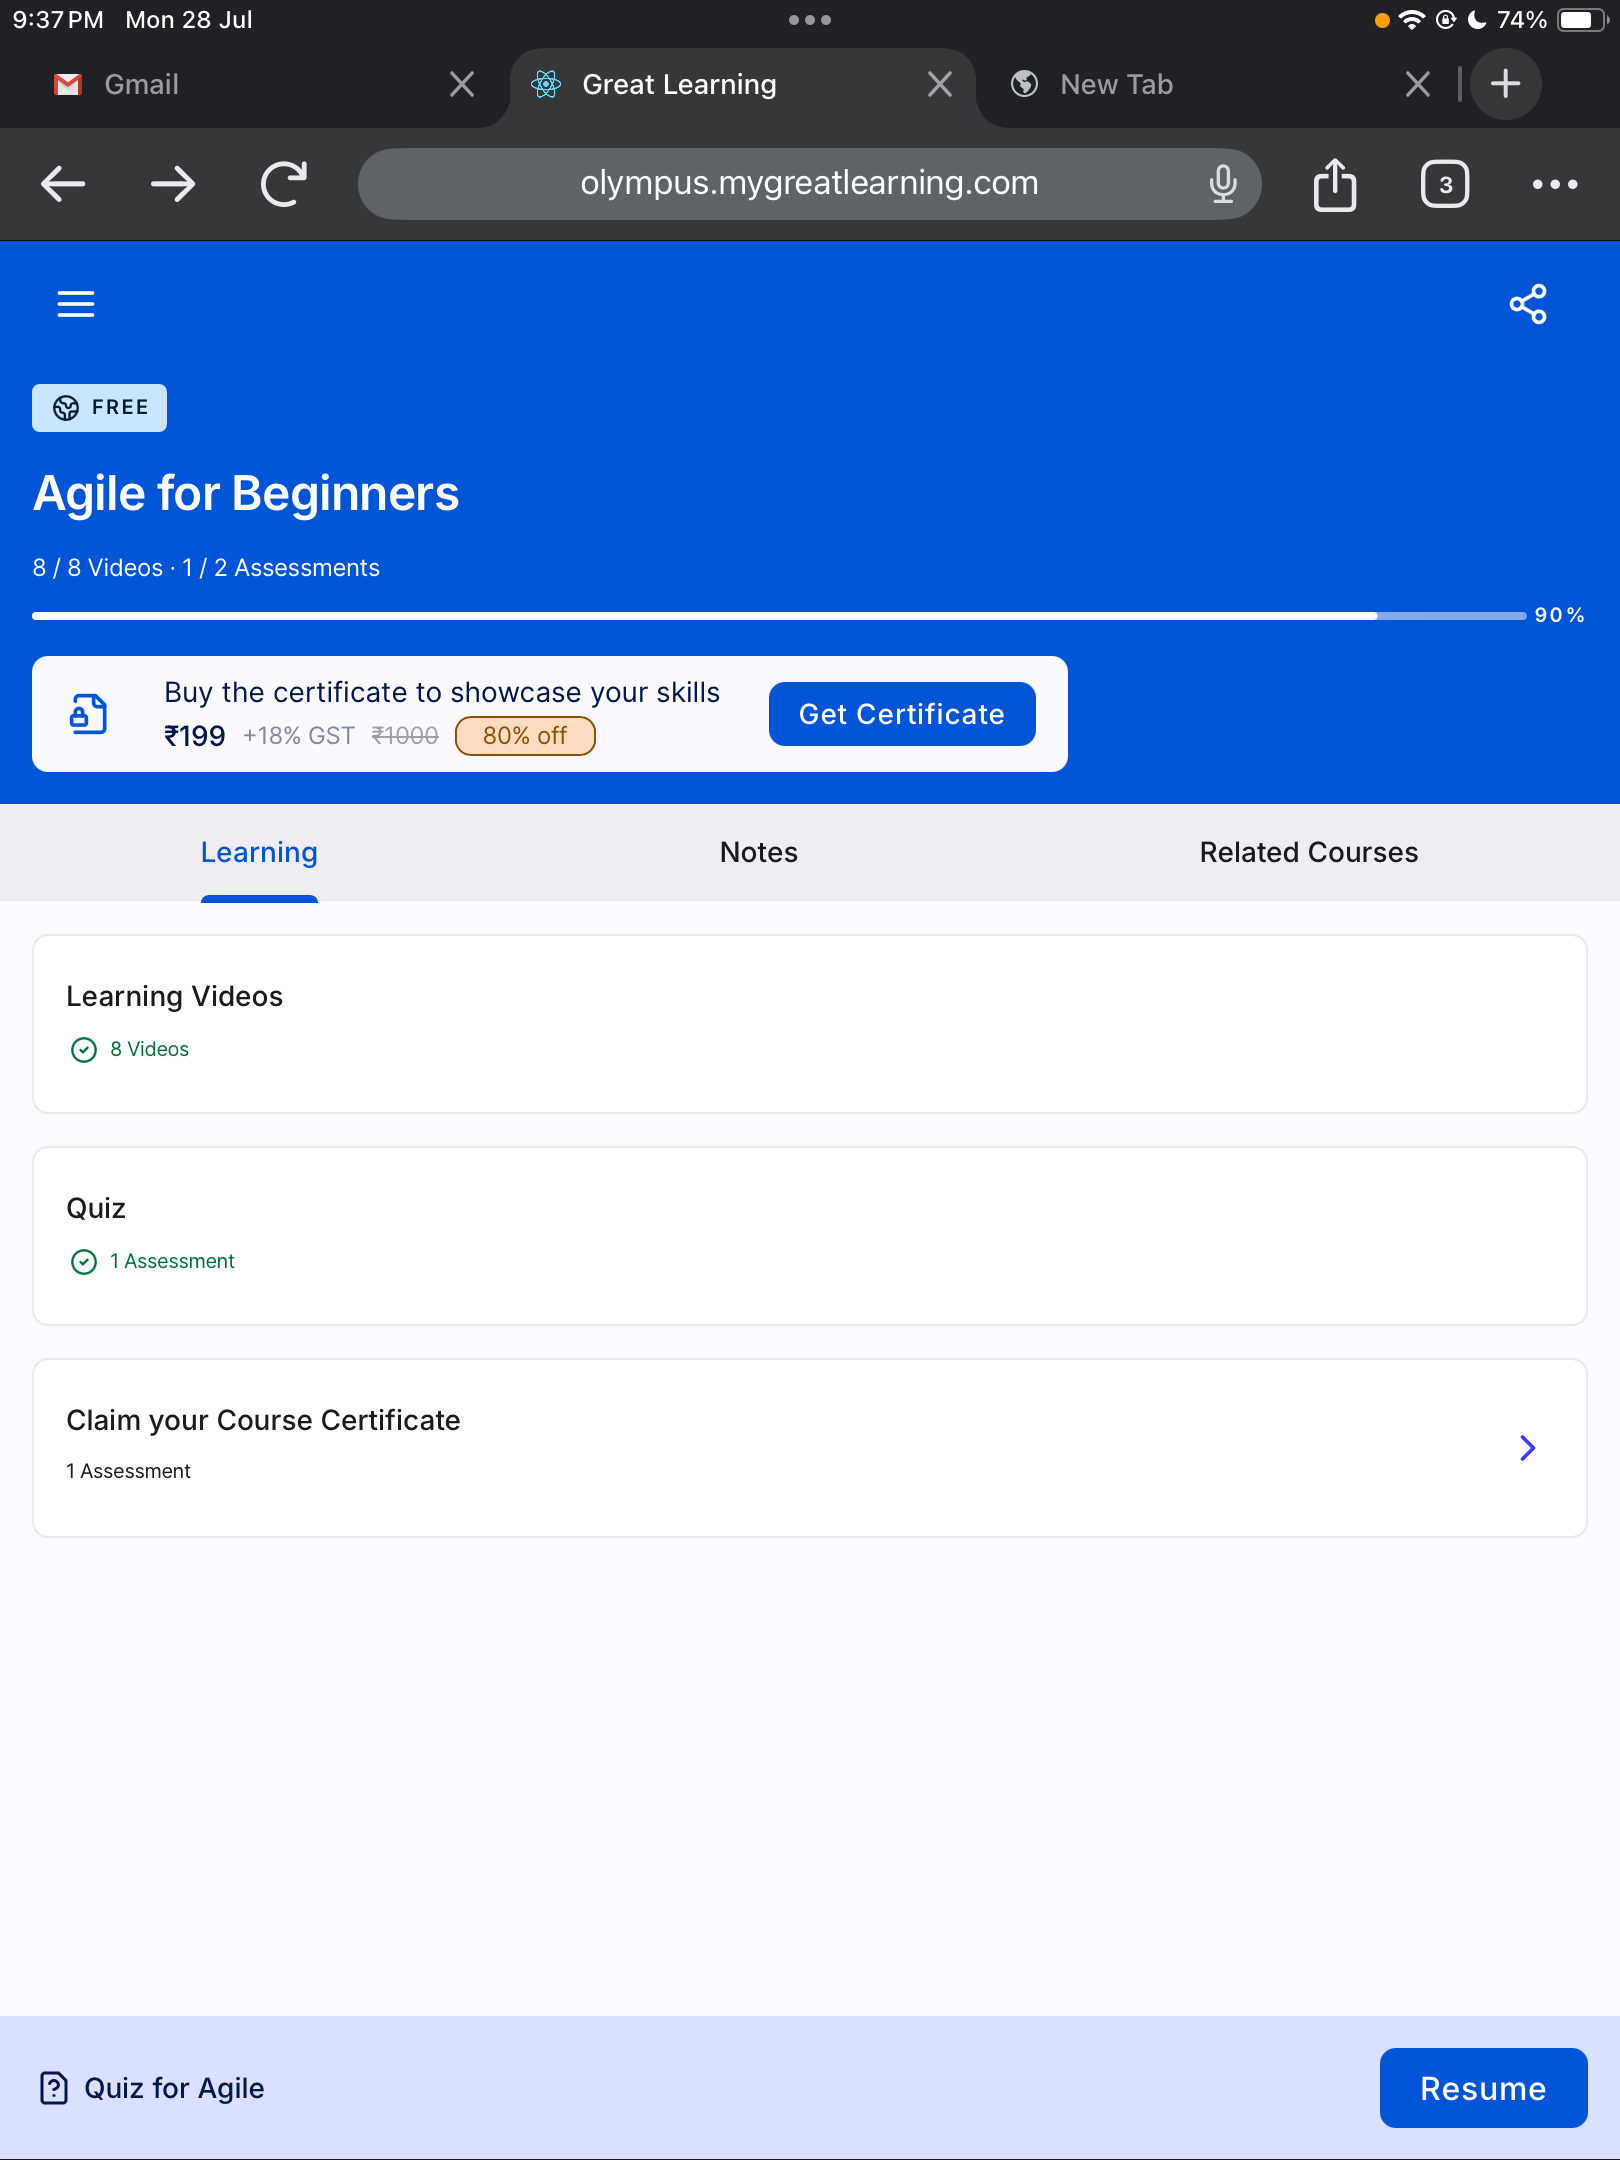 9:37 PM Mon 28 Jul 74%
Gmail Great Learning New Tab
olympus.mygreatlearning.com 3
FREE
Agile for Beginners
8 / 8 Videos · 1 / 2 Assessments
90%
Buy the certificate to showcase your skills
₹199 +18% GST ₹1000 80% off
Get Certificate
Learning Notes Related Courses
Learning Videos
8 Videos
Quiz
1 Assessment
Claim your Course Certificate
1 Assessment
Quiz for Agile
Resume